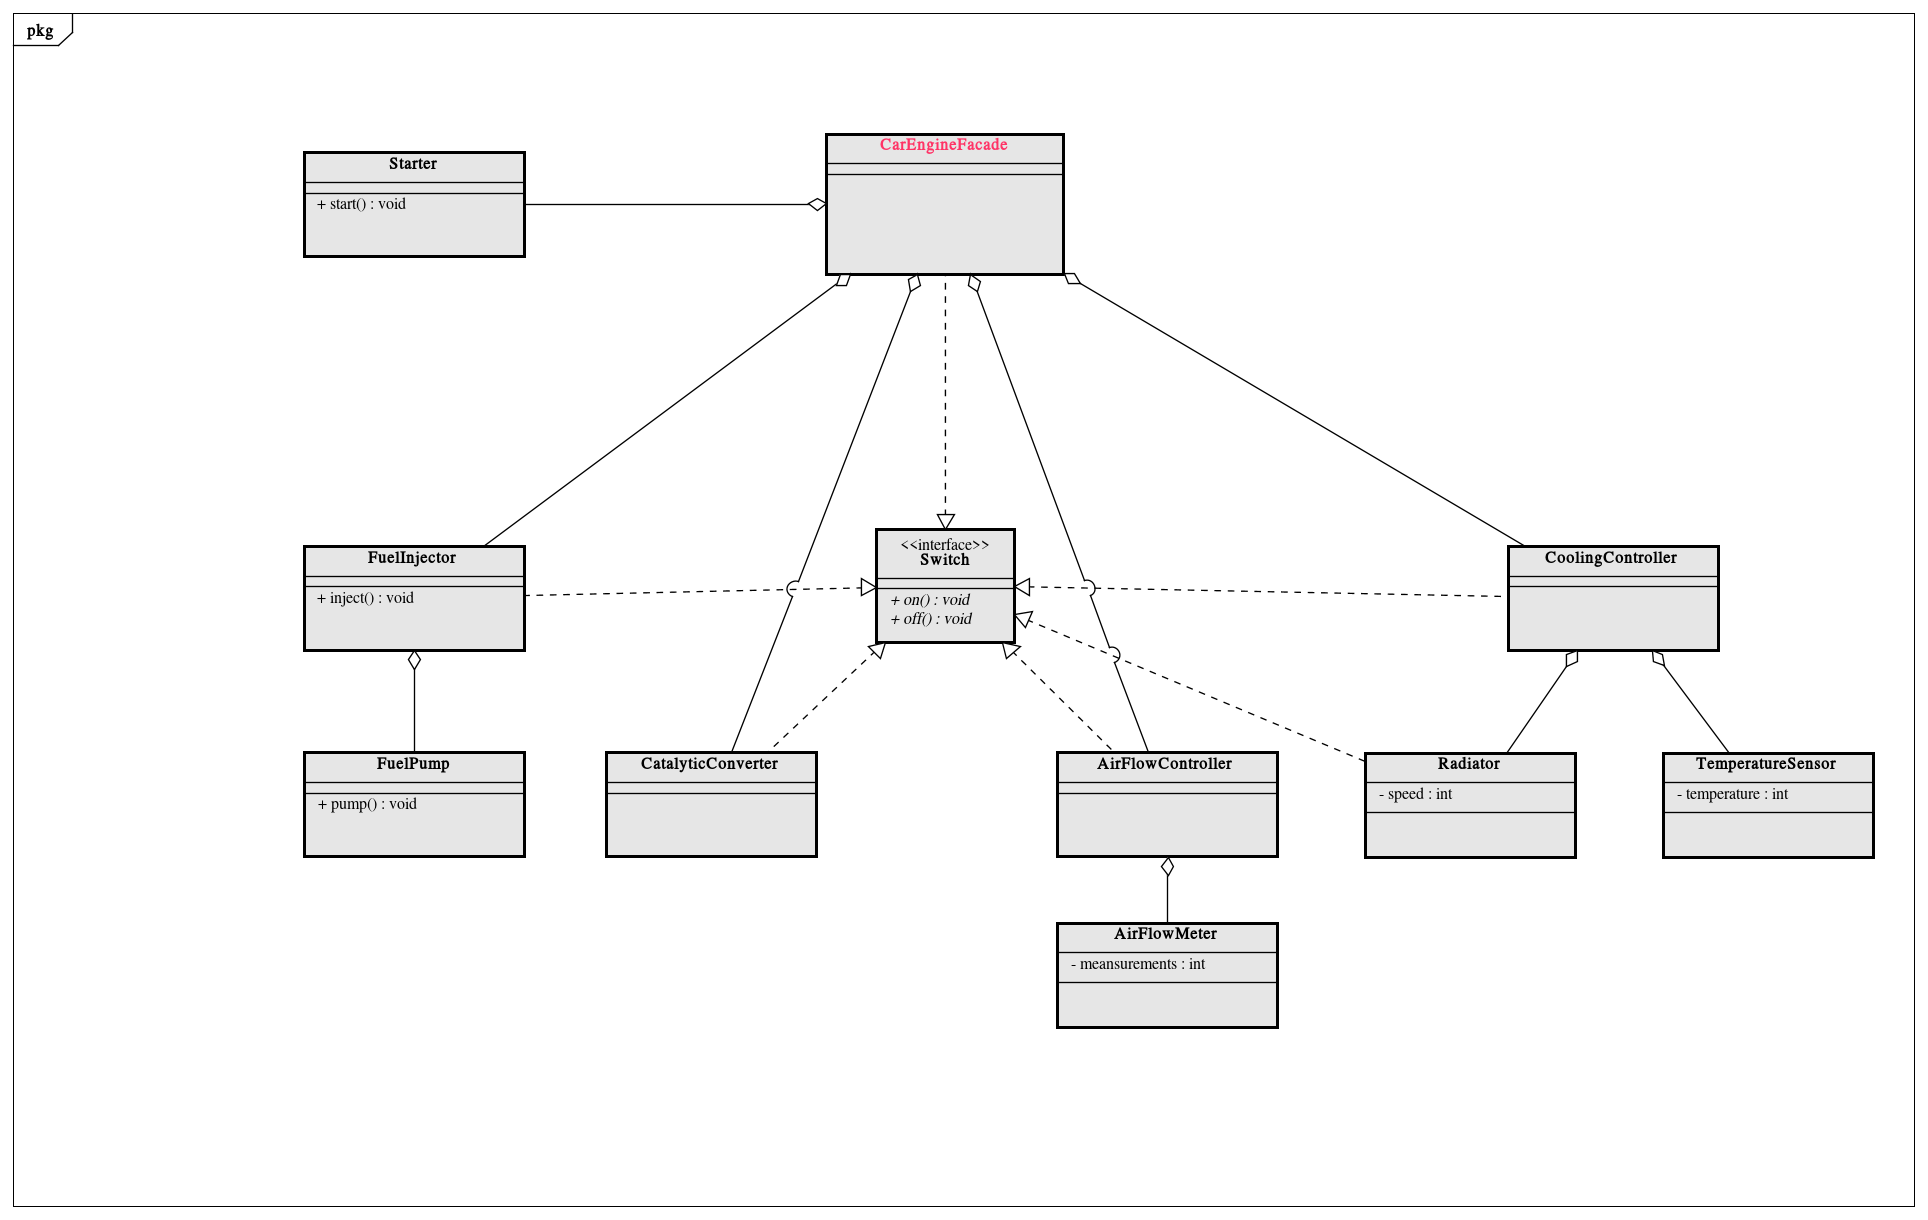 pkg
CarEngineFacade
Starter
+ start() : void
<<interface>>
Switch
+ on() : void
+ off() : void
FuelInjector
+ inject() : void
CoolingController
FuelPump
+ pump() : void
CatalyticConverter
AirFlowController
Radiator
- speed : int
TemperatureSensor
- temperature : int
AirFlowMeter
- meansurements : int